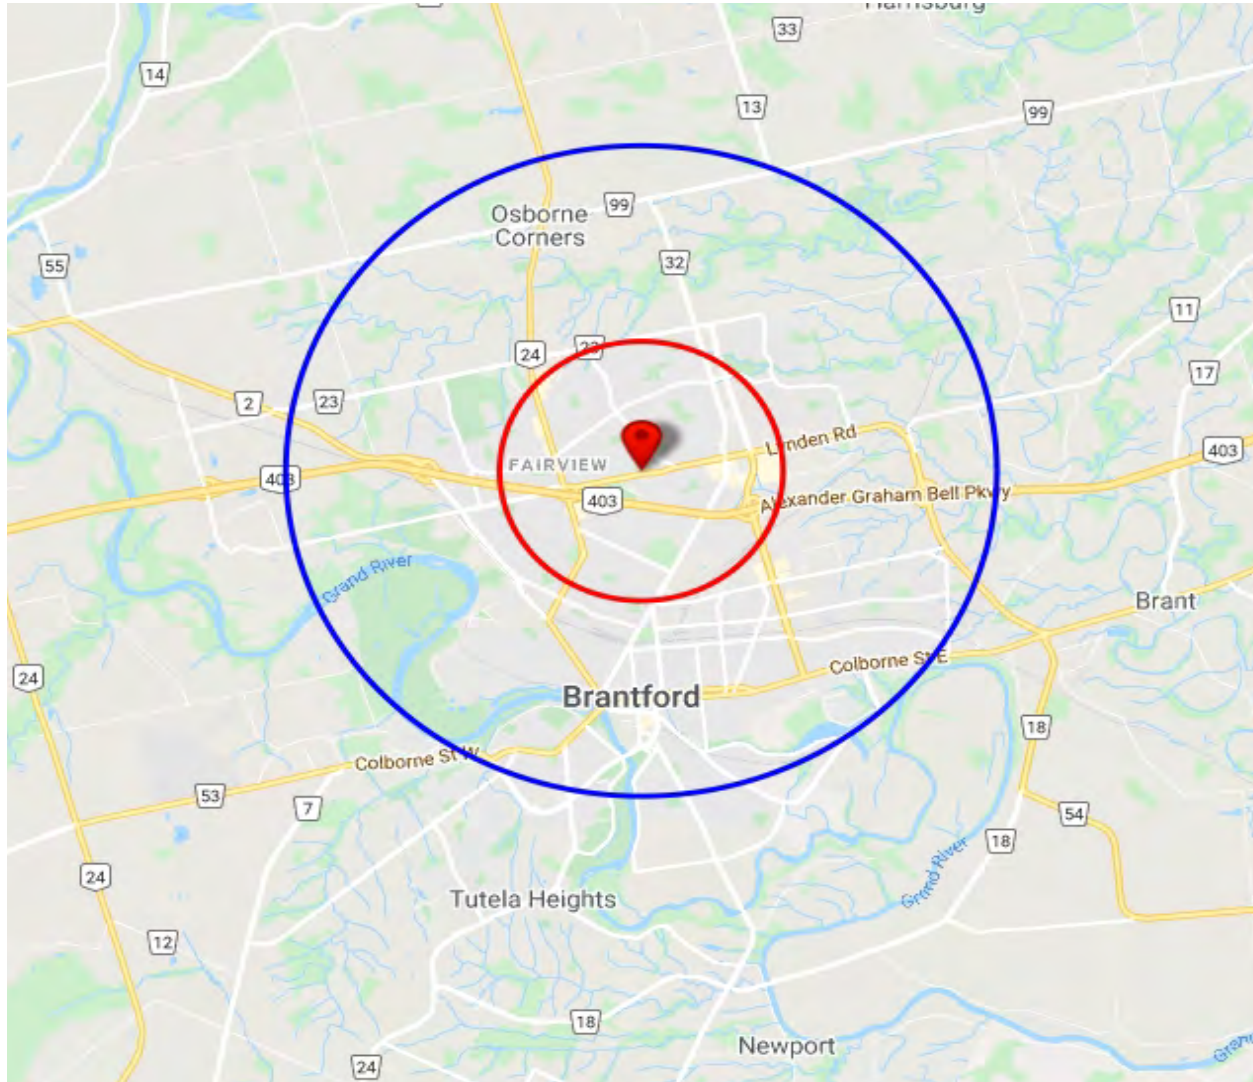 Harrisburg
33
14
13
99
99
Osborne
Corners
32
55
11
24
23
17
2
23
Lynden Rd
403
FAIRVIEW
403
403
Alexander Graham Bell Pkwy
Grand River
Brant
24
Colborne St E
Brantford
18
Colborne St W
53
7
54
18
Grand River
24
Tutela Heights
12
18
Newport
24